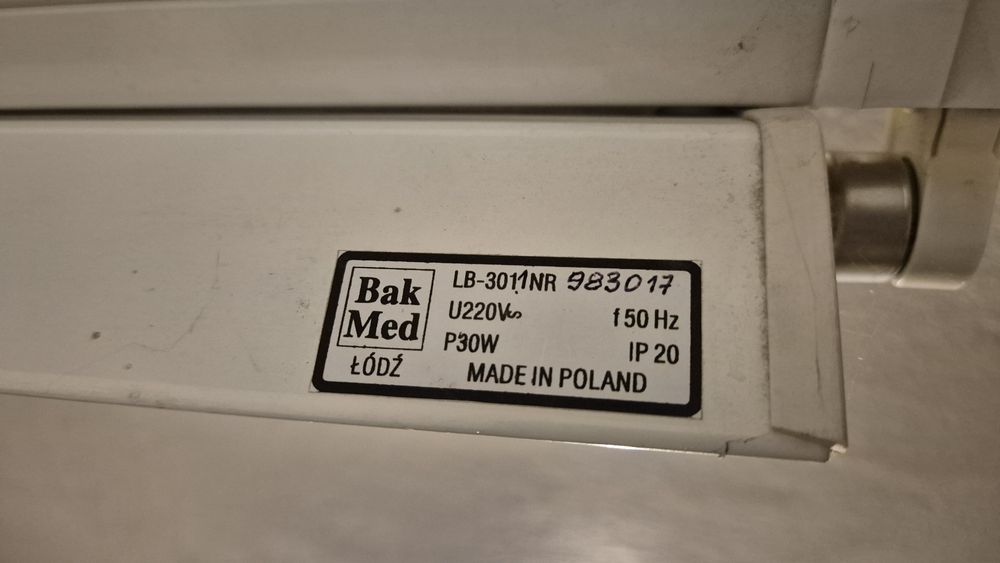 Bak
Med
ŁÓDŹ
LB-3011NR 983017
U220V~ f 50 Hz
P30W IP 20
MADE IN POLAND